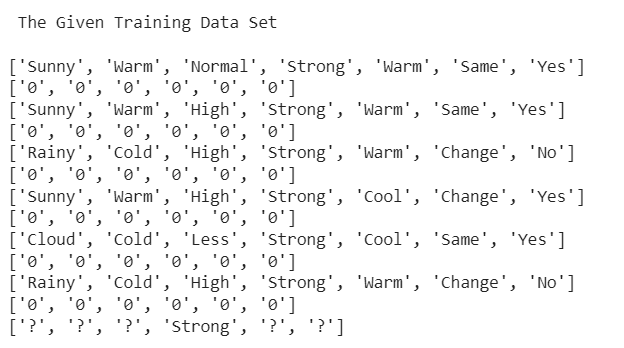 The Given Training Data Set
['Sunny', 'Warm', 'Normal', 'Strong', 'Warm', 'Same', 'Yes']
['0', '0', '0', '0', '0', '0']
['Sunny', 'Warm', 'High', 'Strong', 'Warm', 'Same', 'Yes']
['0', '0', '0', '0', '0', '0']
['Rainy', 'Cold', 'High', 'Strong', 'Warm', 'Change', 'No']
['0', '0', '0', '0', '0', '0']
['Sunny', 'Warm', 'High', 'Strong', 'Cool', 'Change', 'Yes']
['0', '0', '0', '0', '0', '0']
['Cloud', 'Cold', 'Less', 'Strong', 'Cool', 'Same', 'Yes']
['0', '0', '0', '0', '0', '0']
['Rainy', 'Cold', 'High', 'Strong', 'Warm', 'Change', 'No']
['0', '0', '0', '0', '0', '0']
['?', '?', '?', 'Strong', '?', '?']